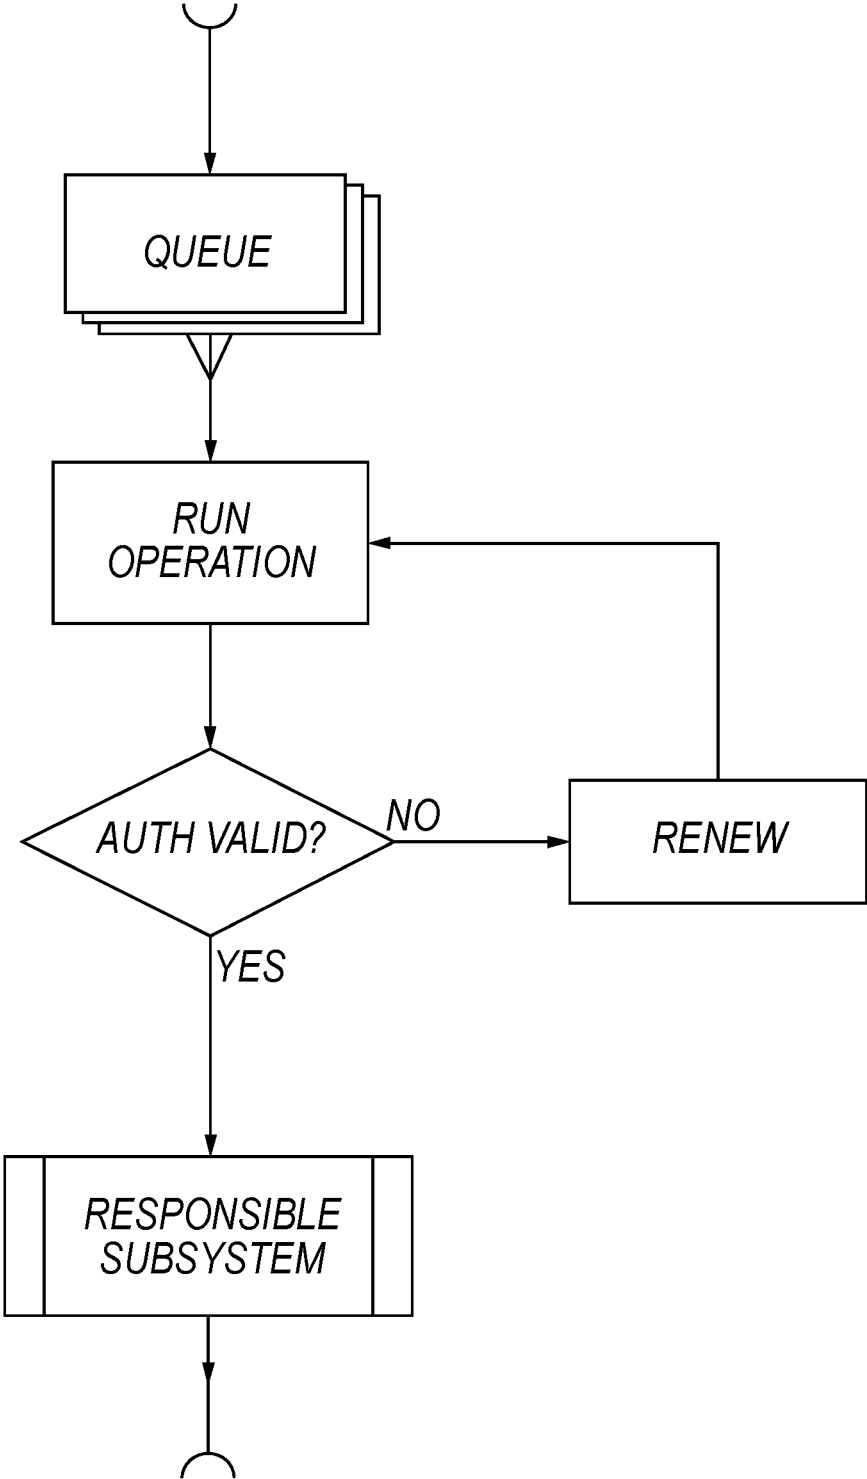 QUEUE
RUN
OPERATION
AUTH VALID?
NO
RENEW
YES
RESPONSIBLE
SUBSYSTEM